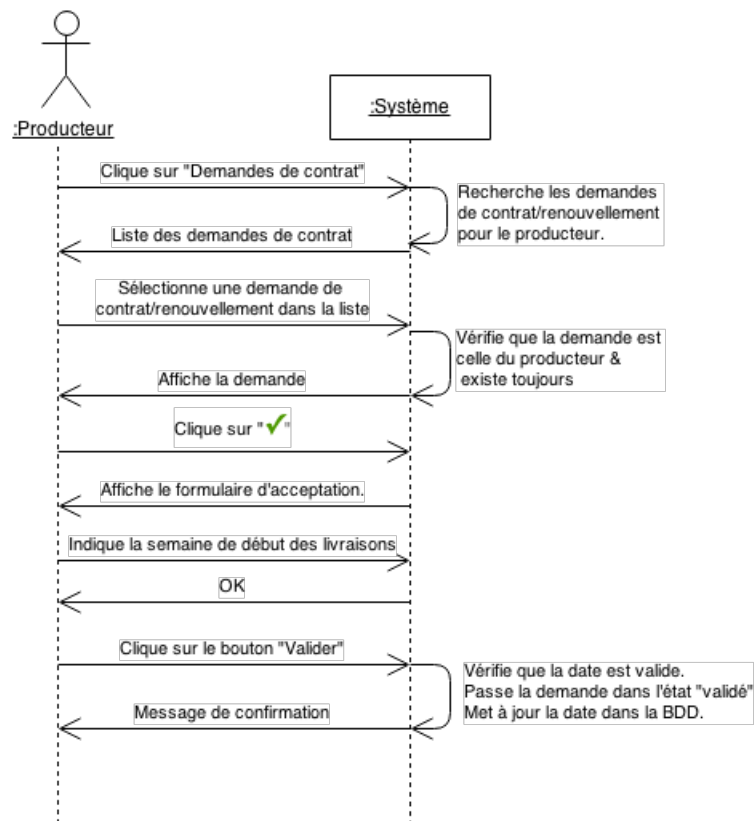 :Producteur
:Système
Clique sur "Demandes de contrat"
Recherche les demandes
de contrat/renouvellement
pour le producteur.
Liste des demandes de contrat
Sélectionne une demande de
contrat/renouvellement dans la liste
Vérifie que la demande est
celle du producteur &
existe toujours
Affiche la demande
Clique sur "✓"
Affiche le formulaire d'acceptation.
Indique la semaine de début des livraisons
OK
Clique sur le bouton "Valider"
Vérifie que la date est valide.
Passe la demande dans l'état "validé"
Met à jour la date dans la BDD.
Message de confirmation